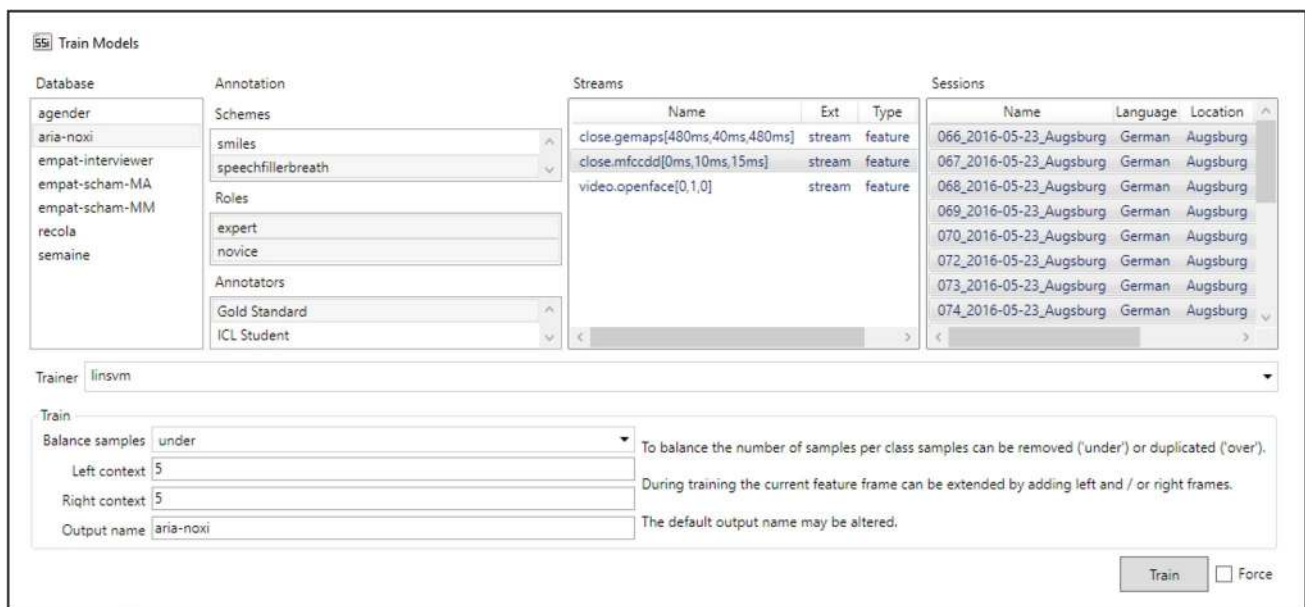 SSI Train Models
Database
agender
aria-noxi
empat-interviewer
empat-scham-MA
empat-scham-MM
recola
semaine
Annotation
Schemes
smiles
speechfillerbreath
Roles
expert
novice
Annotators
Gold Standard
ICL Student
Streams
Name Ext Type
close.gemaps[480ms,40ms,480ms] stream feature
close.mfccdd[0ms,10ms,15ms] stream feature
video.openface[0,1,0] stream feature
Sessions
Name Language Location
066_2016-05-23_Augsburg German Augsburg
067_2016-05-23_Augsburg German Augsburg
068_2016-05-23_Augsburg German Augsburg
069_2016-05-23_Augsburg German Augsburg
070_2016-05-23_Augsburg German Augsburg
072_2016-05-23_Augsburg German Augsburg
073_2016-05-23_Augsburg German Augsburg
074_2016-05-23_Augsburg German Augsburg
Trainer linsvm
Train
Balance samples under
To balance the number of samples per class samples can be removed ('under') or duplicated ('over').
Left context 5
During training the current feature frame can be extended by adding left and / or right frames.
Right context 5
Output name aria-noxi
The default output name may be altered.
Train Force